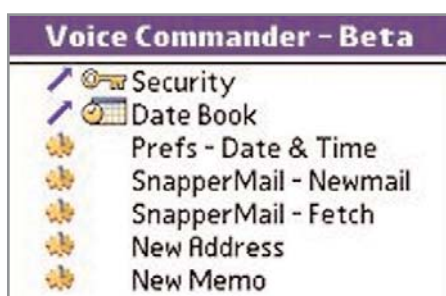 Voice Commander - Beta
Security
Date Book
Prefs - Date & Time
SnapperMail - Newmail
SnapperMail - Fetch
New Address
New Memo